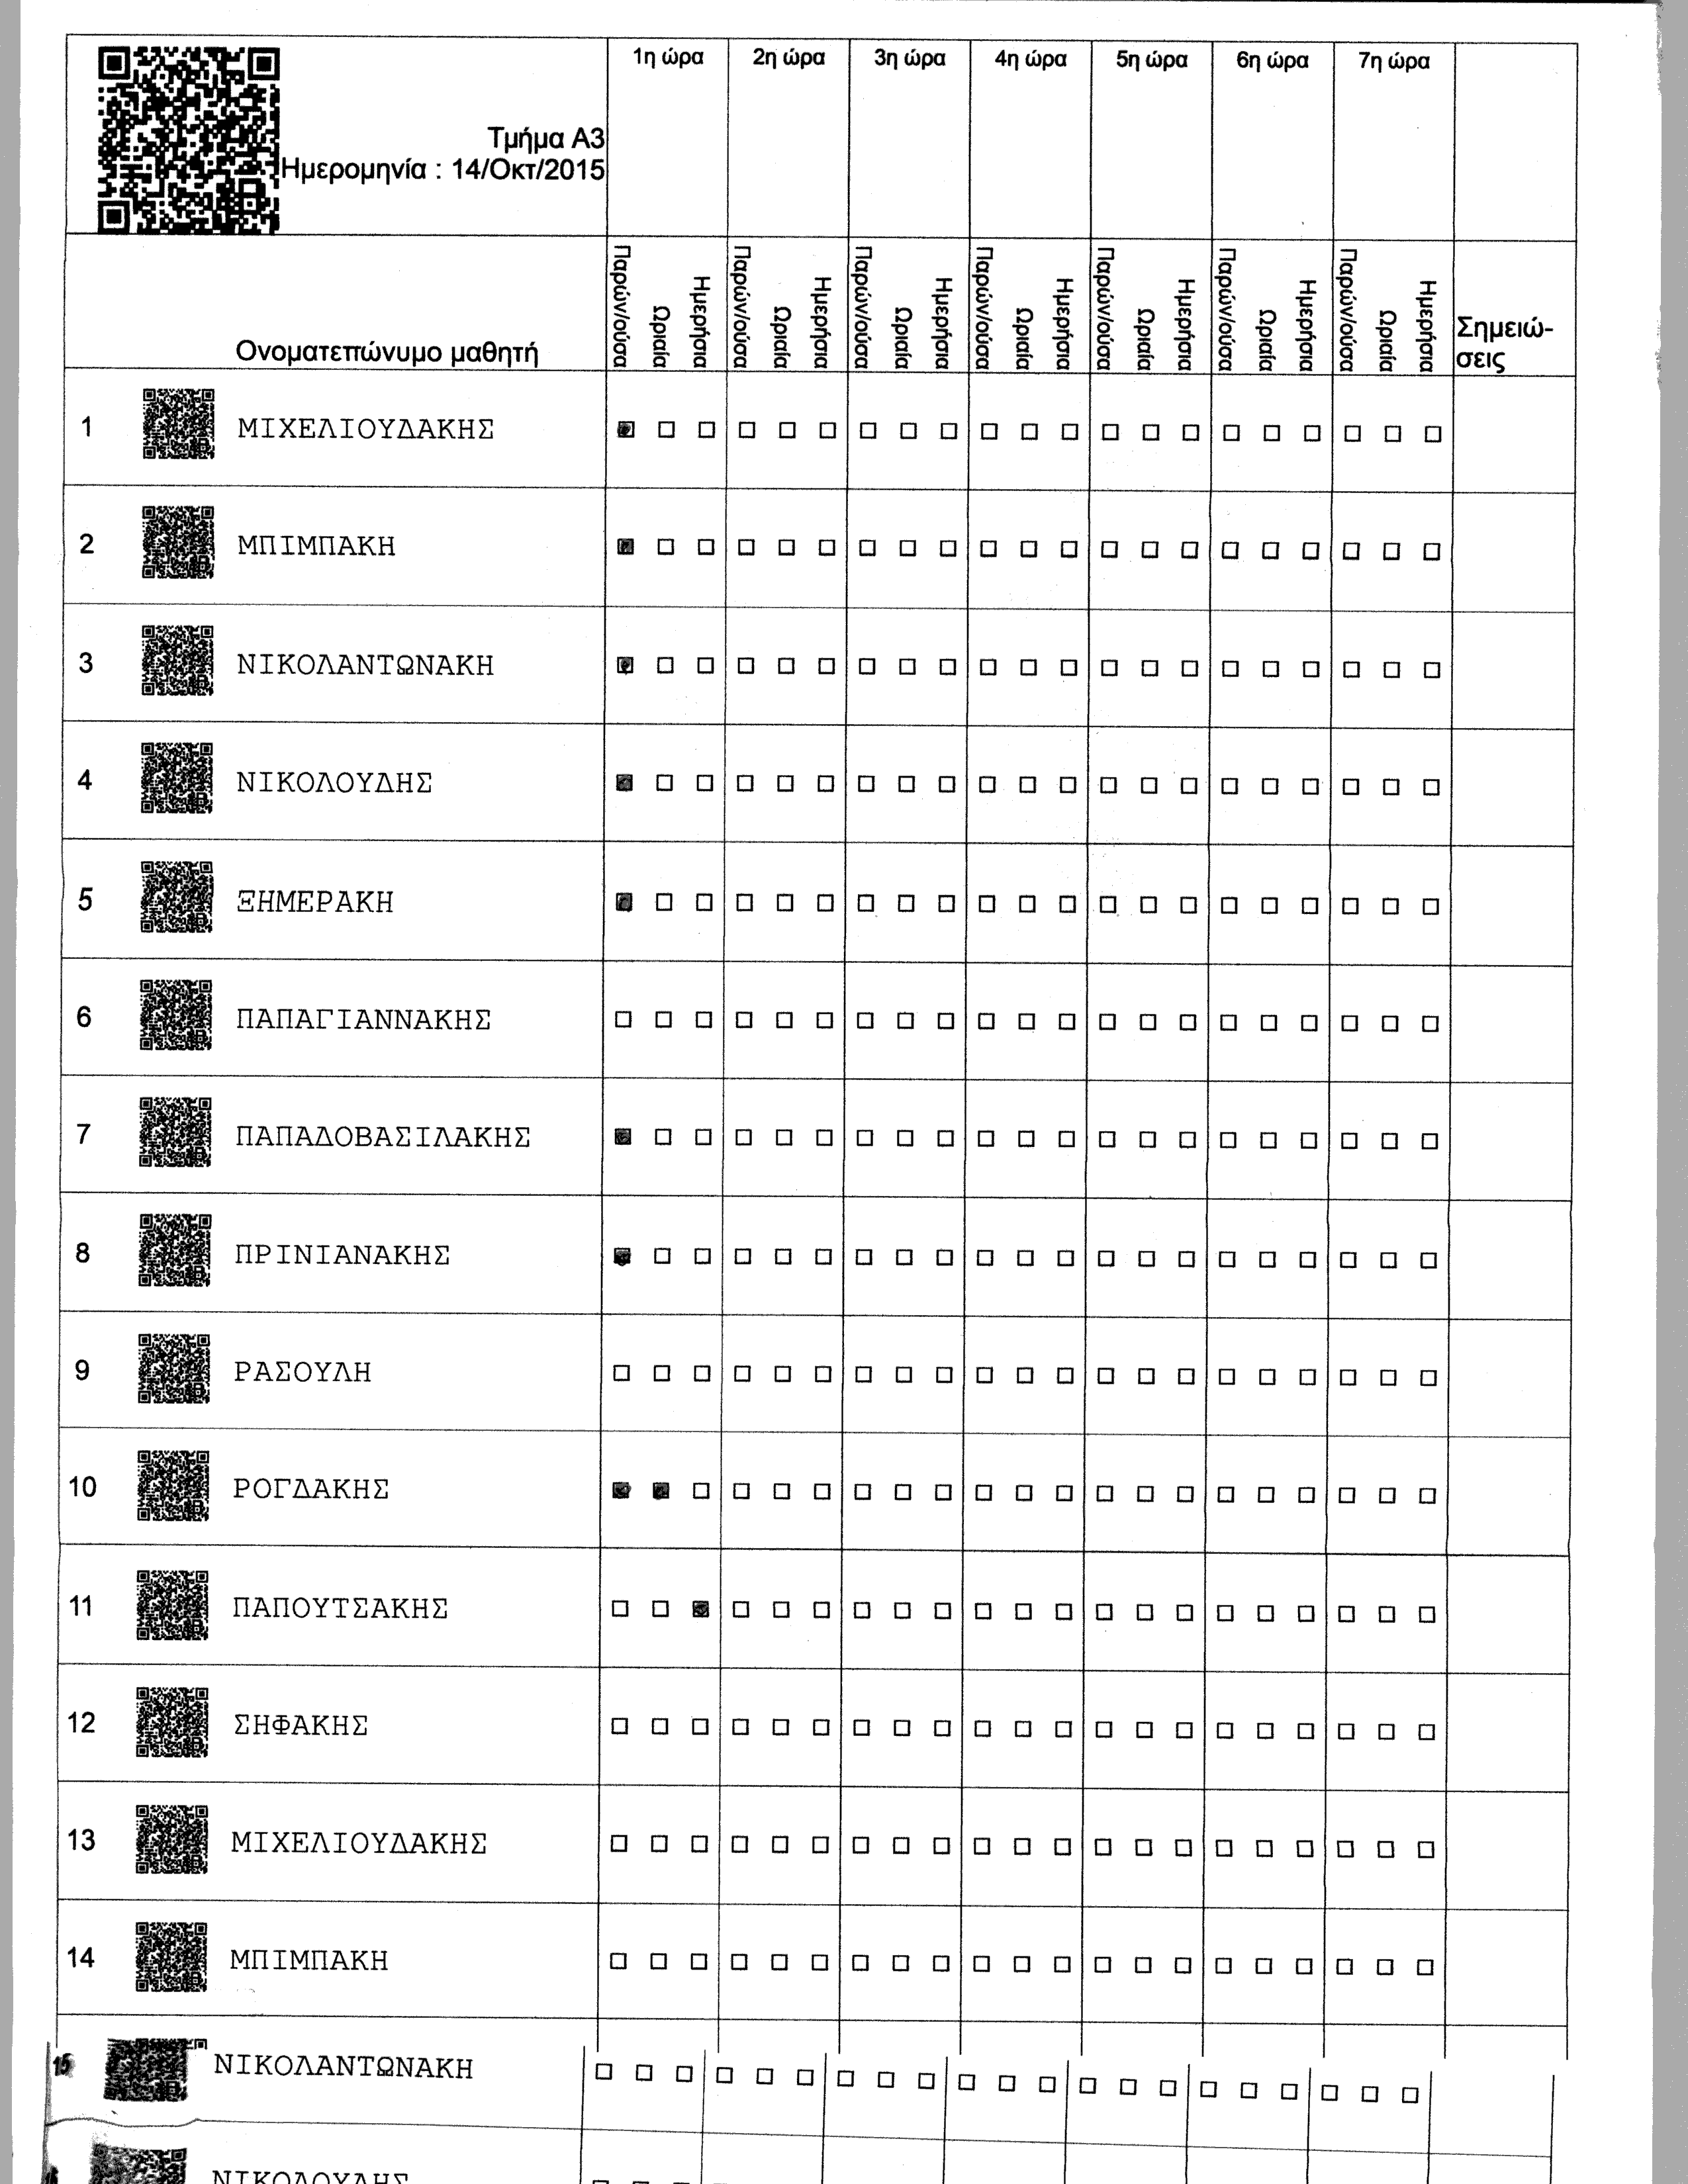 1η ώρα 2η ώρα 3η ώρα 4η ώρα 5η ώρα 6η ώρα 7η ώρα
Τμήμα Α3
Ημερομηνία : 14/Οκτ/2015
Ονοματεπώνυμο μαθητή Παρών/ούσα Ωριαία Ημερήσια Παρών/ούσα Ωριαία Ημερήσια Παρών/ούσα Ωριαία Ημερήσια Παρών/ούσα Ωριαία Ημερήσια Παρών/ούσα Ωριαία Ημερήσια Παρών/ούσα Ωριαία Ημερήσια Παρών/ούσα Ωριαία Ημερήσια Σημειώ-
σεις
1 ΜΙΧΕΛΙΟΥΔΑΚΗΣ
2 ΜΠΙΜΠΑΚΗ
3 ΝΙΚΟΛΑΝΤΩΝΑΚΗ
4 ΝΙΚΟΛΟΥΔΗΣ
5 ΞΗΜΕΡΑΚΗ
6 ΠΑΠΑΓΙΑΝΝΑΚΗΣ
7 ΠΑΠΑΔΟΒΑΣΙΛΑΚΗΣ
8 ΠΡΙΝΙΑΝΑΚΗΣ
9 ΡΑΣΟΥΛΗ
10 ΡΟΓΔΑΚΗΣ
11 ΠΑΠΟΥΤΣΑΚΗΣ
12 ΣΗΦΑΚΗΣ
13 ΜΙΧΕΛΙΟΥΔΑΚΗΣ
14 ΜΠΙΜΠΑΚΗ
15 ΝΙΚΟΛΑΝΤΩΝΑΚΗ
ΝΙΚΟΛΟΥΔΗΣ